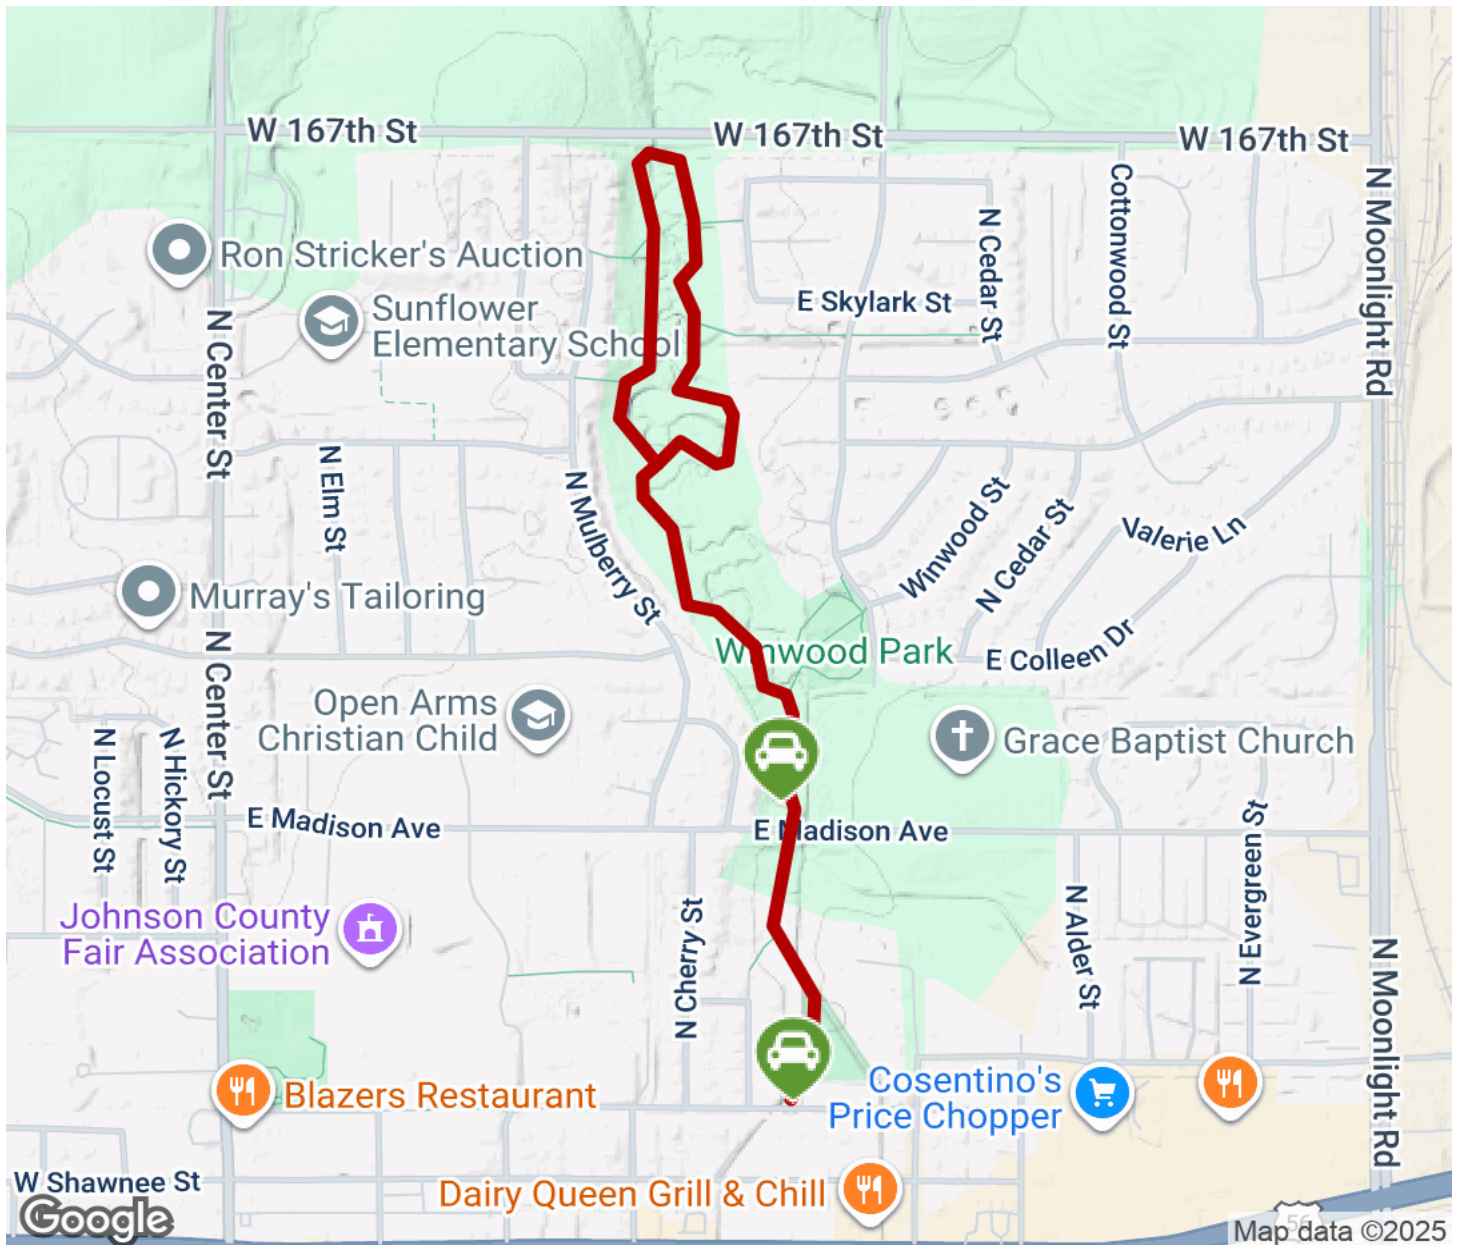 W 167th St
W 167th St
W 167th St
N Moonlight Rd
Cottonwood St
N Cedar St
Ron Stricker's Auction
Sunflower
Elementary School
E Skylark St
N Center St
N Elm St
N Mulberry St
Winwood St
N Cedar St
Valerie Ln
Murray's Tailoring
N Center St
Winwood Park
E Colleen Dr
Open Arms
Christian Child
Grace Baptist Church
N Locust St
N Hickory St
E Madison Ave
E Madison Ave
N Evergreen St
N Alder St
N Cherry St
Johnson County
Fair Association
N Moonlight Rd
Blazers Restaurant
Cosentino's
Price Chopper
W Shawnee St
Dairy Queen Grill & Chill
56
Google
Map data ©2025